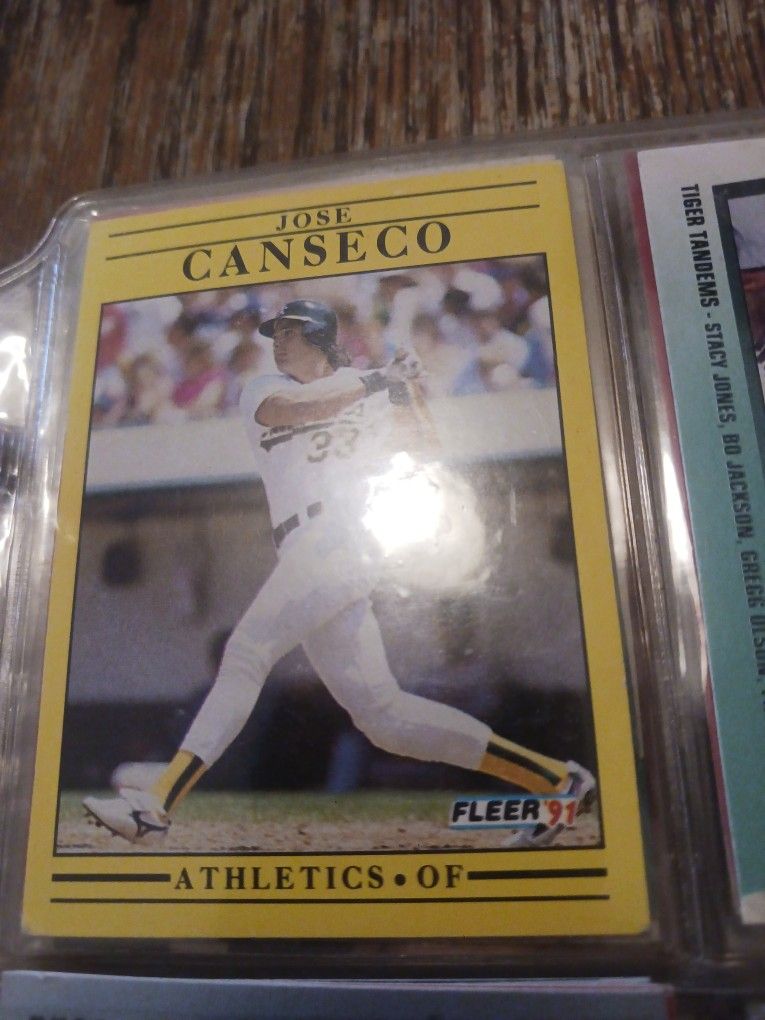 JOSE
CANSECO
33
FLEER '91
ATHLETICS • OF
TIGER TANDEMS - STACY JONES, BO JACKSON, GREGG OLSON,